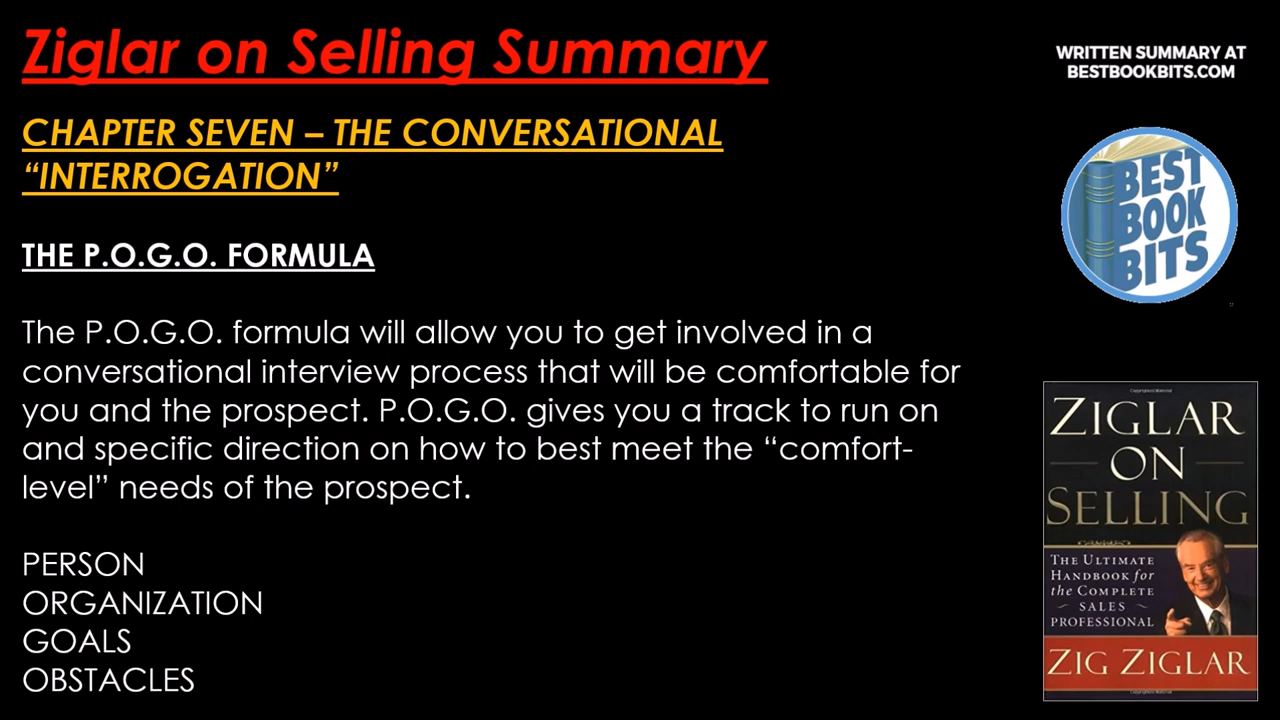 Ziglar on Selling Summary
WRITTEN SUMMARY AT
BESTBOOKBITS.COM
CHAPTER SEVEN – THE CONVERSATIONAL
“INTERROGATION”
THE P.O.G.O. FORMULA
The P.O.G.O. formula will allow you to get involved in a
conversational interview process that will be comfortable for
you and the prospect. P.O.G.O. gives you a track to run on
and specific direction on how to best meet the “comfort-
level” needs of the prospect.
PERSON
ORGANIZATION
GOALS
OBSTACLES
BEST
BOOK
BITS
ZIGLAR
ON
SELLING
THE ULTIMATE
HANDBOOK for
the COMPLETE
SALES
PROFESSIONAL
ZIG ZIGLAR